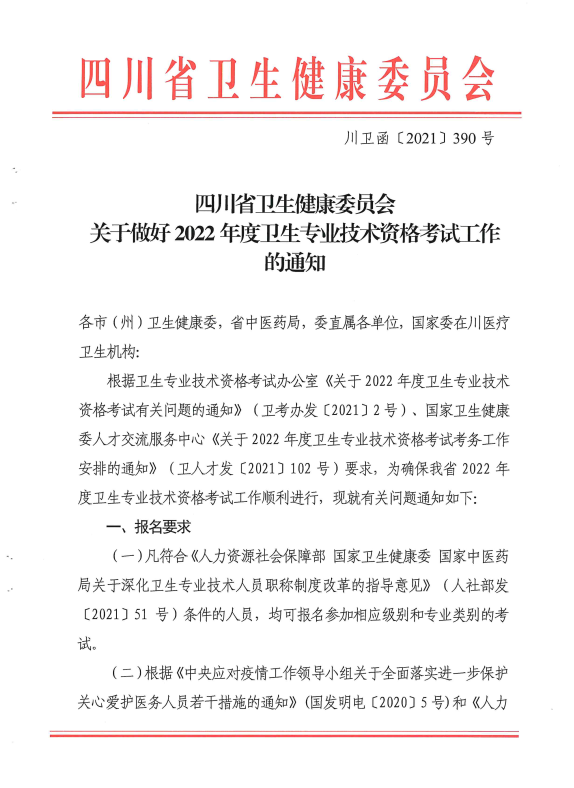 四川省卫生健康委员会
川卫函〔2021〕390 号
四川省卫生健康委员会
关于做好 2022 年度卫生专业技术资格考试工作
的通知
各市（州）卫生健康委，省中医药局，委直属各单位，国家委在川医疗
卫生机构：
根据卫生专业技术资格考试办公室《关于 2022 年度卫生专业技术
资格考试有关问题的通知》（卫考办发〔2021〕2 号）、国家卫生健康
委人才交流服务中心《关于 2022 年度卫生专业技术资格考试考务工作
安排的通知》（卫人才发〔2021〕102 号）要求，为确保我省 2022 年
度卫生专业技术资格考试工作顺利进行，现就有关问题通知如下：
一、报名要求
（一）凡符合《人力资源社会保障部 国家卫生健康委 国家中医药
局关于深化卫生专业技术人员职称制度改革的指导意见》（人社部发
〔2021〕51 号）条件的人员，均可报名参加相应级别和专业类别的考
试。
（二）根据《中央应对疫情工作领导小组关于全面落实进一步保护
关心爱护医务人员若干措施的通知》(国发明电〔2020〕5 号)和《人力